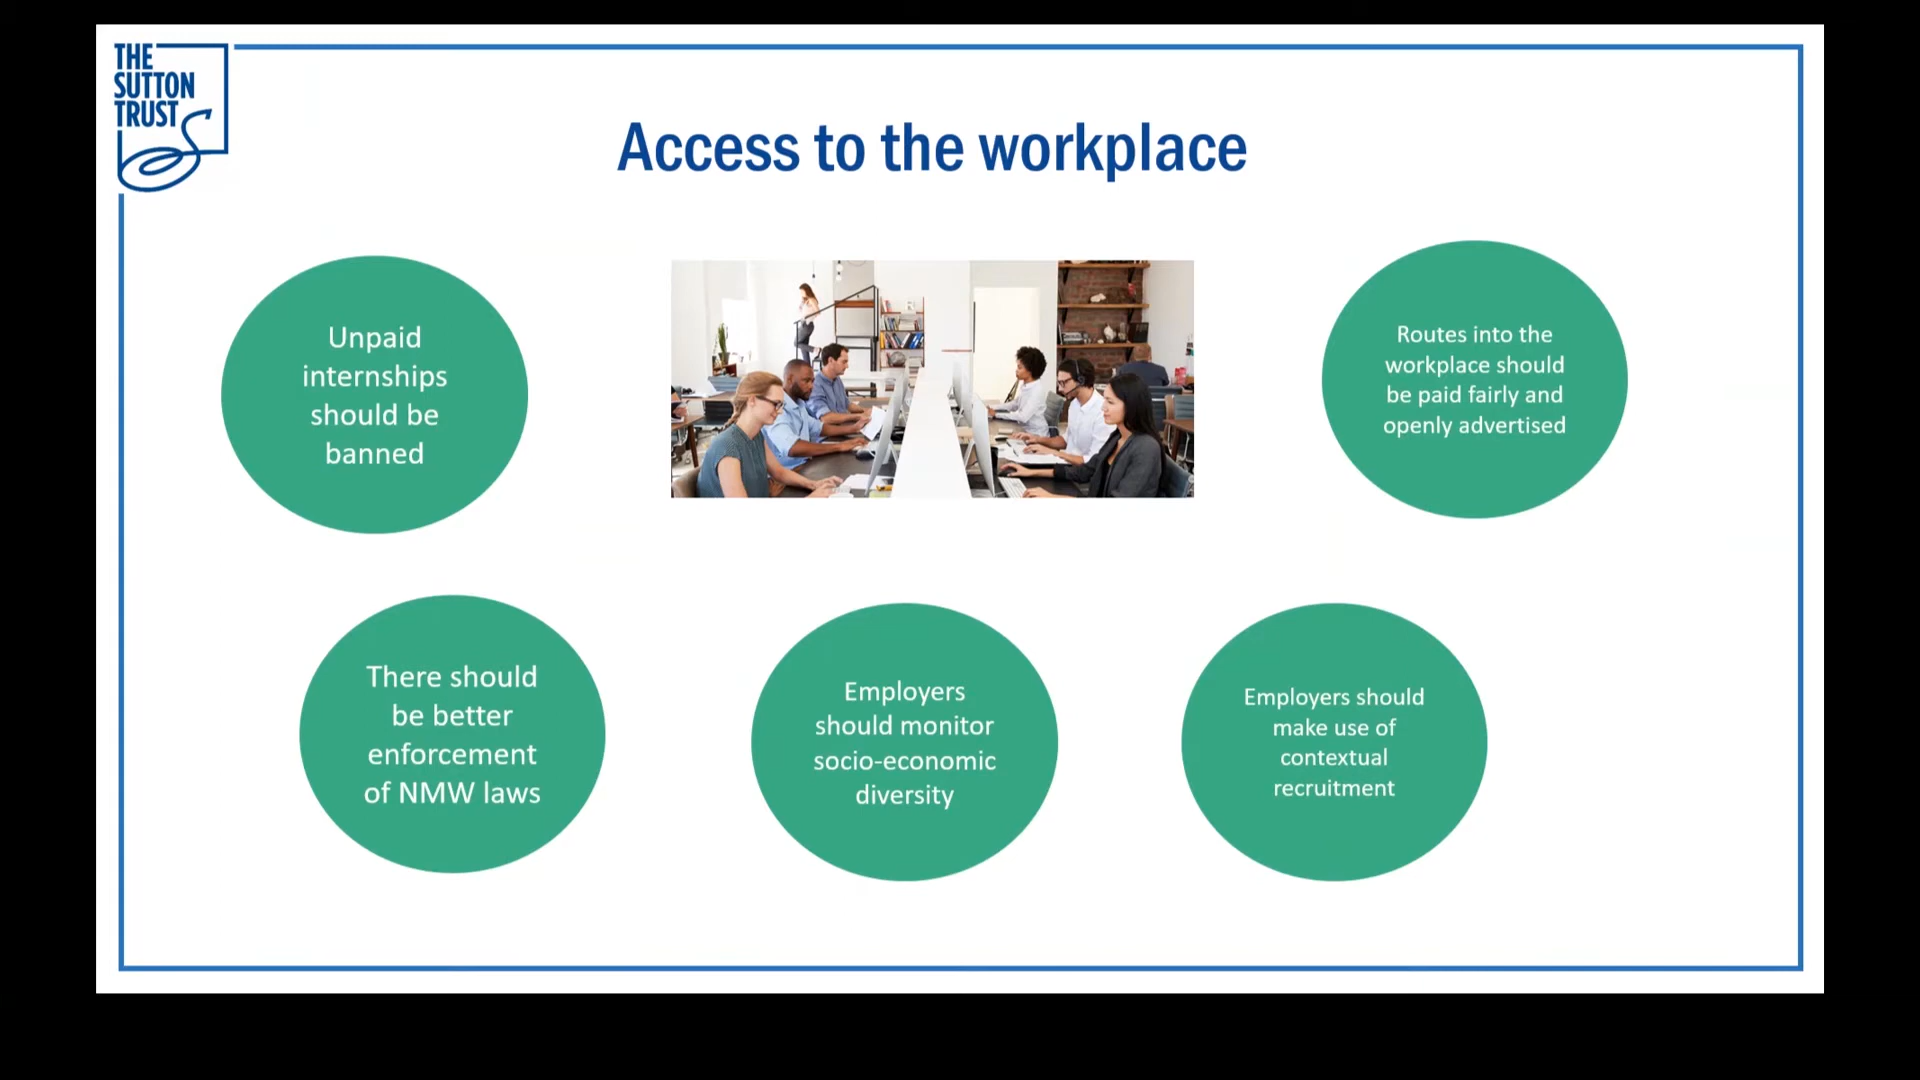 THE
SUTTON
TRUST
Access to the workplace
Unpaid
internships
should be
banned
Routes into the
workplace should
be paid fairly and
openly advertised
There should
be better
enforcement
of NMW laws
Employers
should monitor
socio-economic
diversity
Employers should
make use of
contextual
recruitment